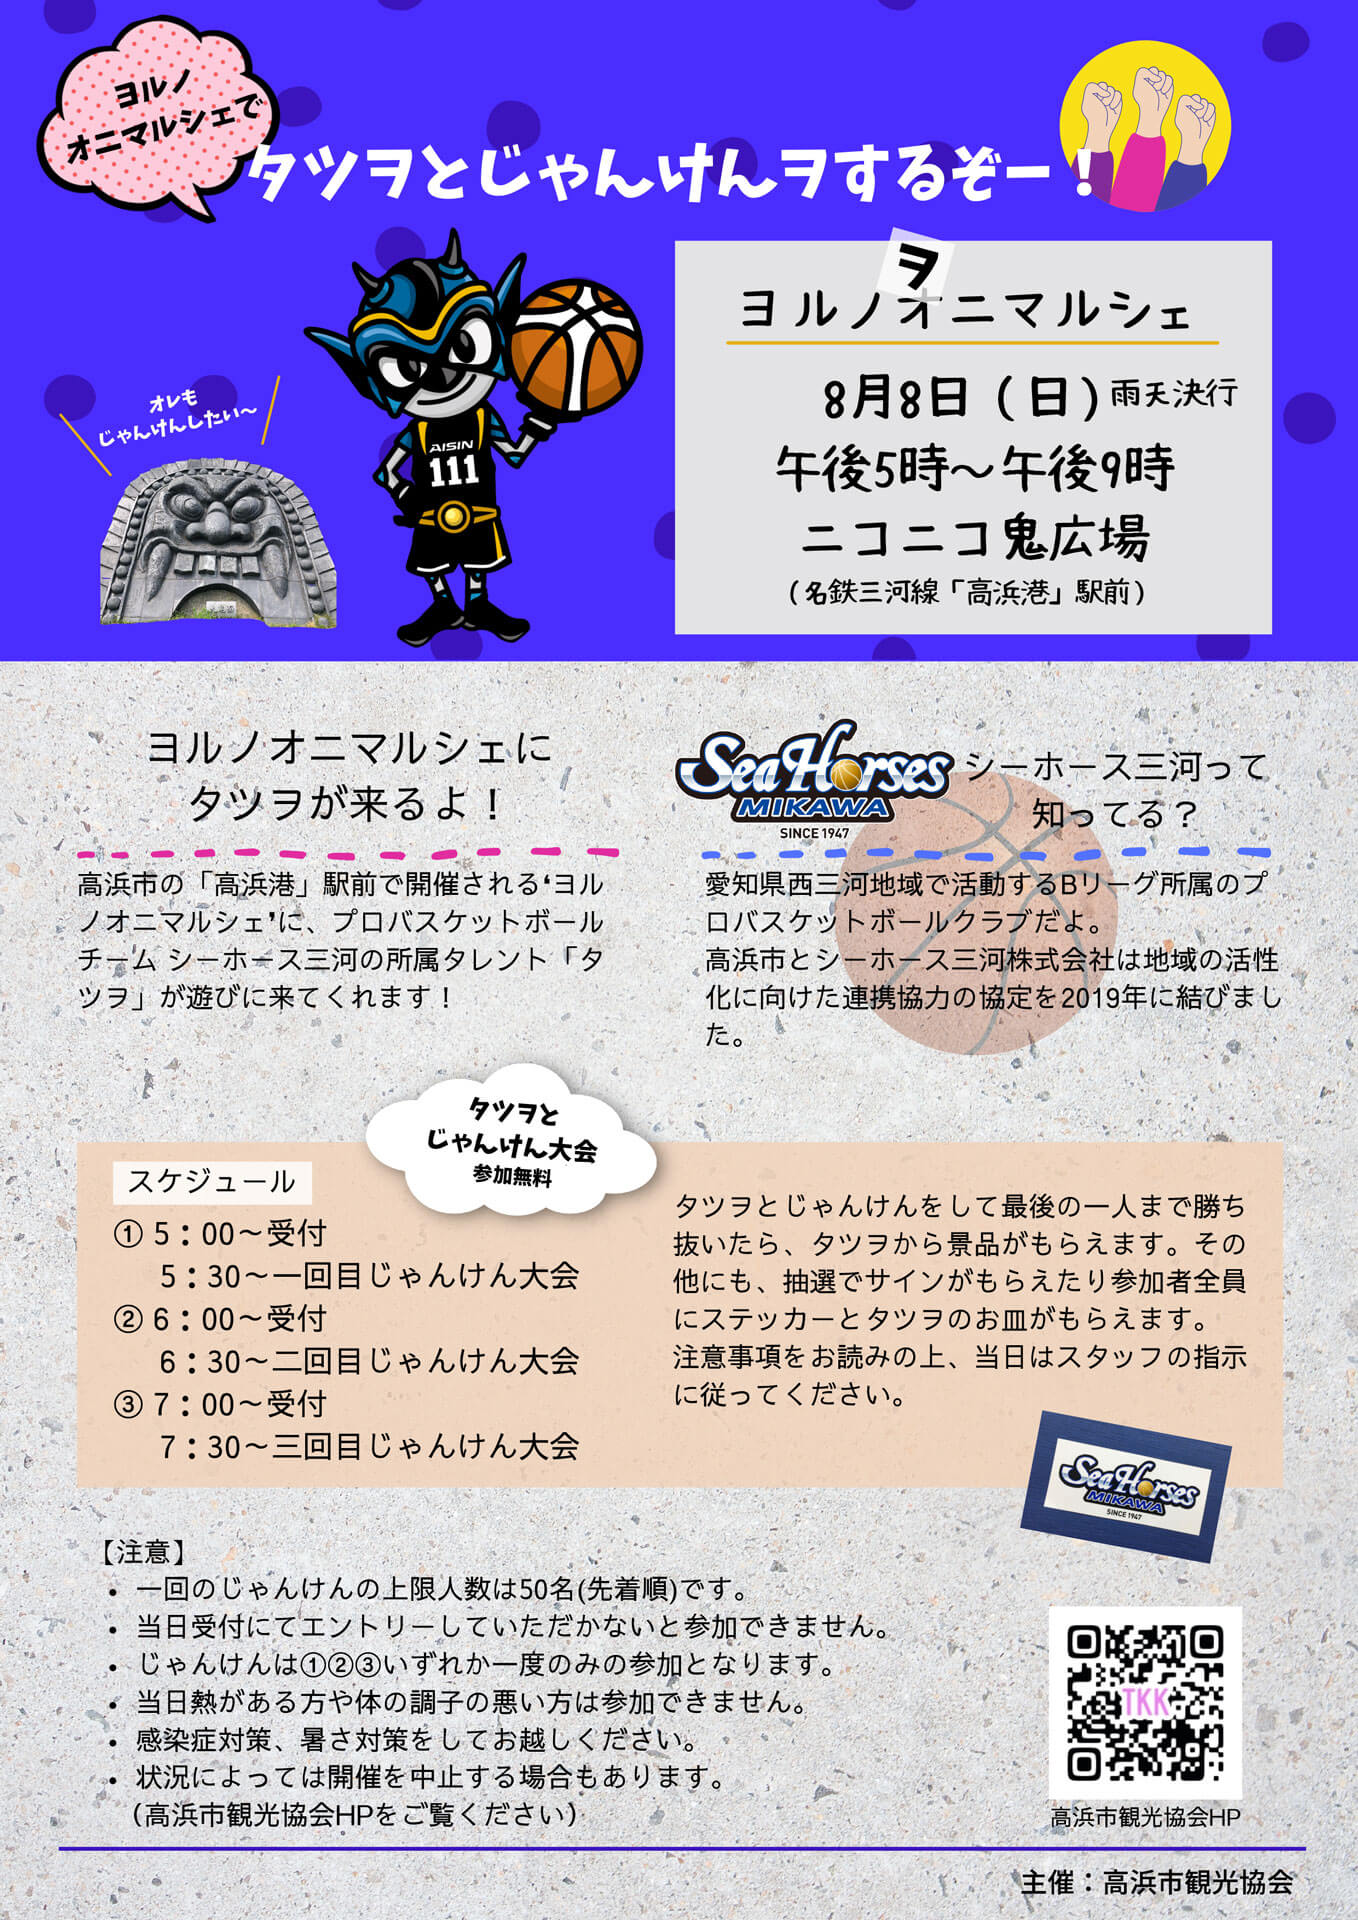 ヨルノ
オニマルシェで
タツヲとじゃんけんヲするぞー！
ヲ
ヨルノオニマルシェ
8月8日（日）雨天決行
午後5時～午後9時
ニコニコ鬼広場
（名鉄三河線「高浜港」駅前）
オレも
じゃんけんしたい～
AISIN
111
ヨルノオニマルシェに
タツヲが来るよ！
高浜市の「高浜港」駅前で開催される‘ヨル
ノオニマルシェ’に、プロバスケットボール
チーム シーホース三河の所属タレント「タ
ツヲ」が遊びに来てくれます！
SeaHorses
MIKAWA
SINCE 1947
シーホース三河って
知ってる？
愛知県西三河地域で活動するBリーグ所属のプ
ロバスケットボールクラブだよ。
高浜市とシーホース三河株式会社は地域の活性
化に向けた連携協力の協定を2019年に結びまし
た。
タツヲと
じゃんけん大会
参加無料
スケジュール
① 5：00～受付
5：30～一回目じゃんけん大会
② 6：00～受付
6：30～二回目じゃんけん大会
③ 7：00～受付
7：30～三回目じゃんけん大会
タツヲとじゃんけんをして最後の一人まで勝ち
抜いたら、タツヲから景品がもらえます。その
他にも、抽選でサインがもらえたり参加者全員
にステッカーとタツヲのお皿がもらえます。
注意事項をお読みの上、当日はスタッフの指示
に従ってください。
SeaHorses
MIKAWA
SINCE 1947
【注意】
• 一回のじゃんけんの上限人数は50名(先着順)です。
• 当日受付にてエントリーしていただかないと参加できません。
• じゃんけんは①②③いずれか一度のみの参加となります。
• 当日熱がある方や体の調子の悪い方は参加できません。
• 感染症対策、暑さ対策をしてお越しください。
• 状況によっては開催を中止する場合もあります。
（高浜市観光協会HPをご覧ください）
TKK
高浜市観光協会HP
主催：高浜市観光協会